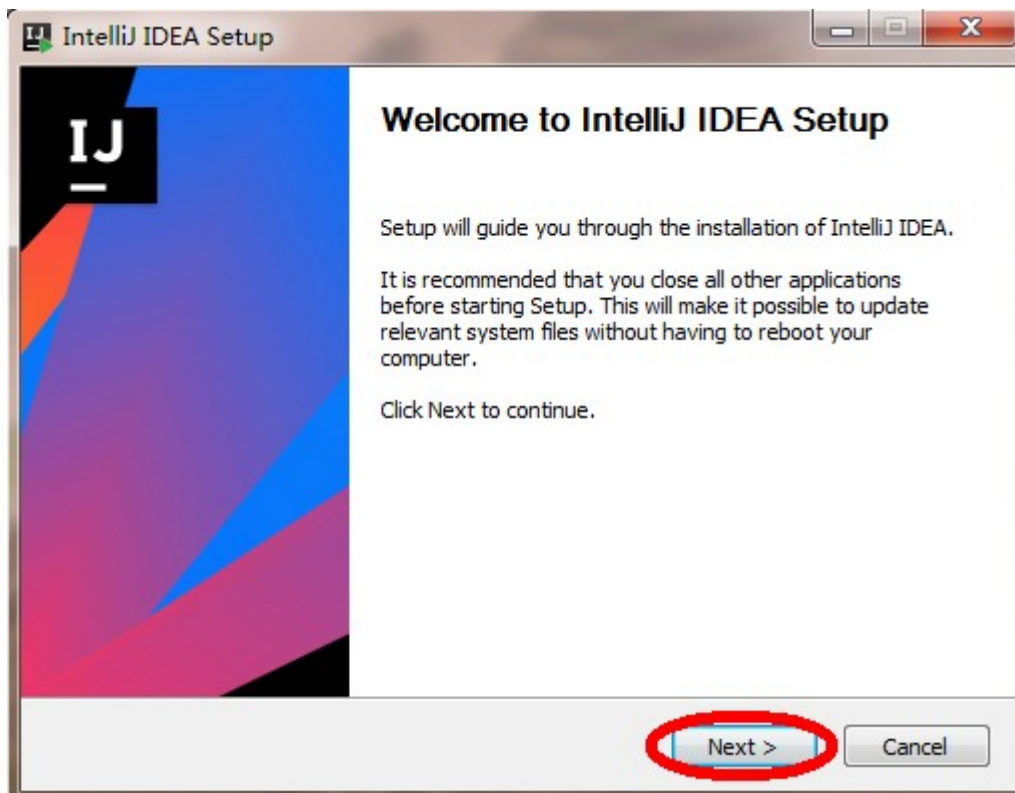 IntelliJ IDEA Setup
IJ
Welcome to IntelliJ IDEA Setup
Setup will guide you through the installation of IntelliJ IDEA.
It is recommended that you close all other applications
before starting Setup. This will make it possible to update
relevant system files without having to reboot your
computer.
Click Next to continue.
Next >
Cancel